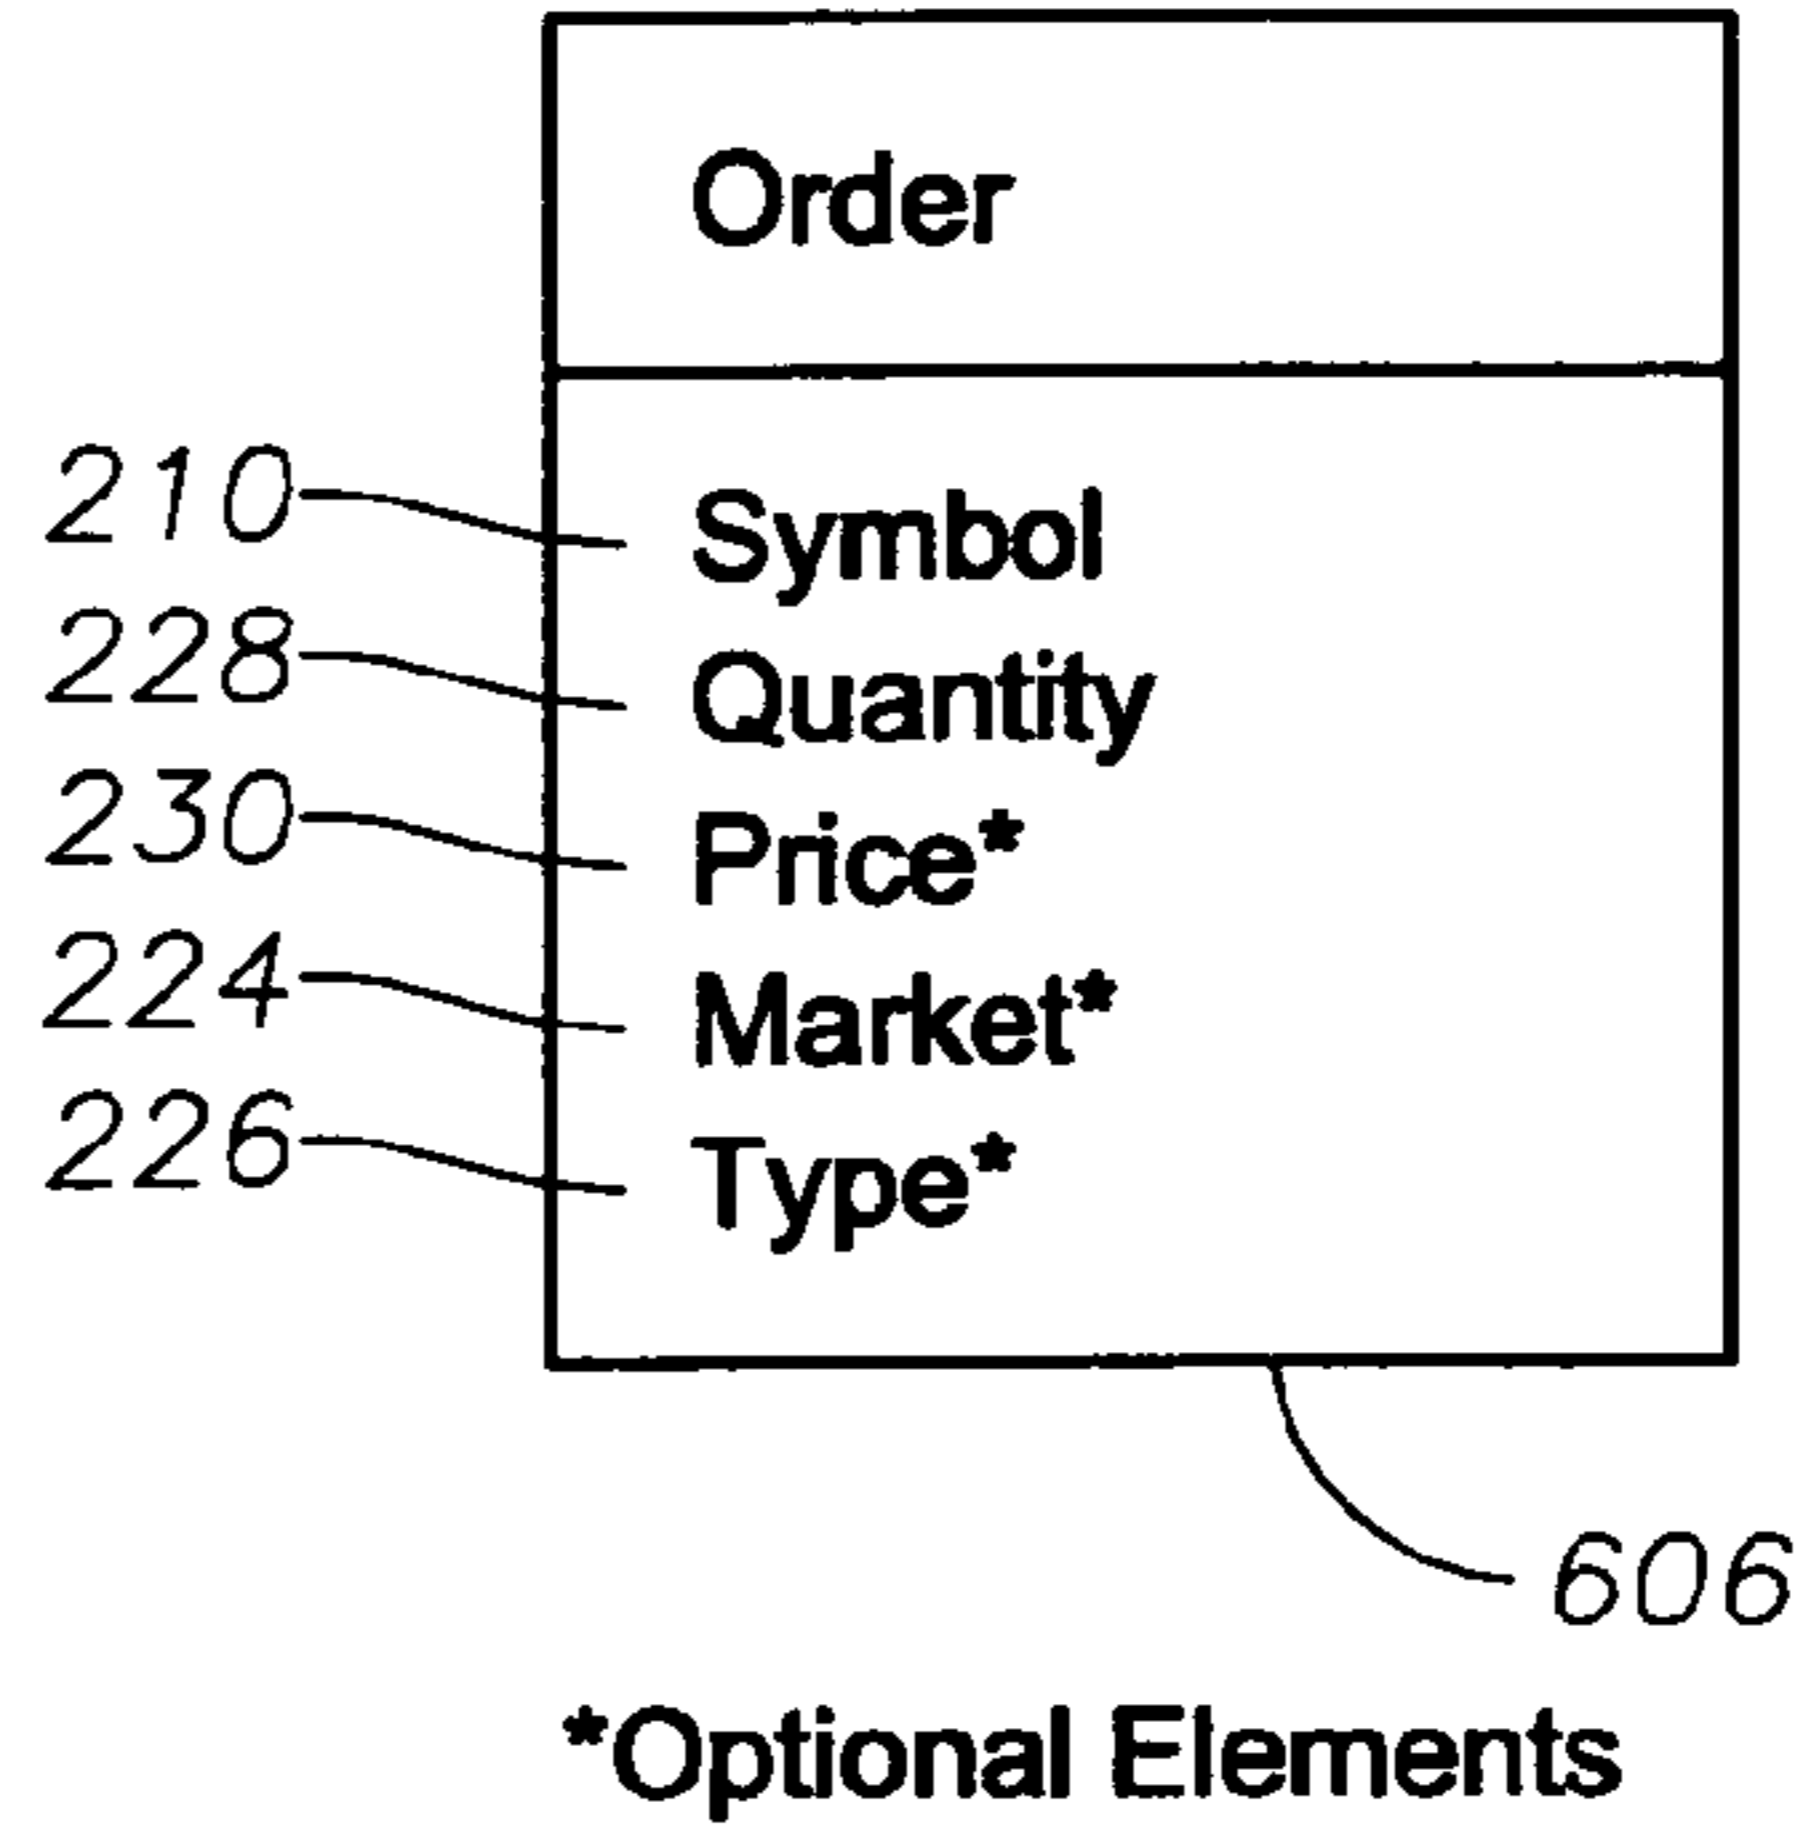 Order
210 Symbol
228 Quantity
230 Price*
224 Market*
226 Type*
606
*Optional Elements